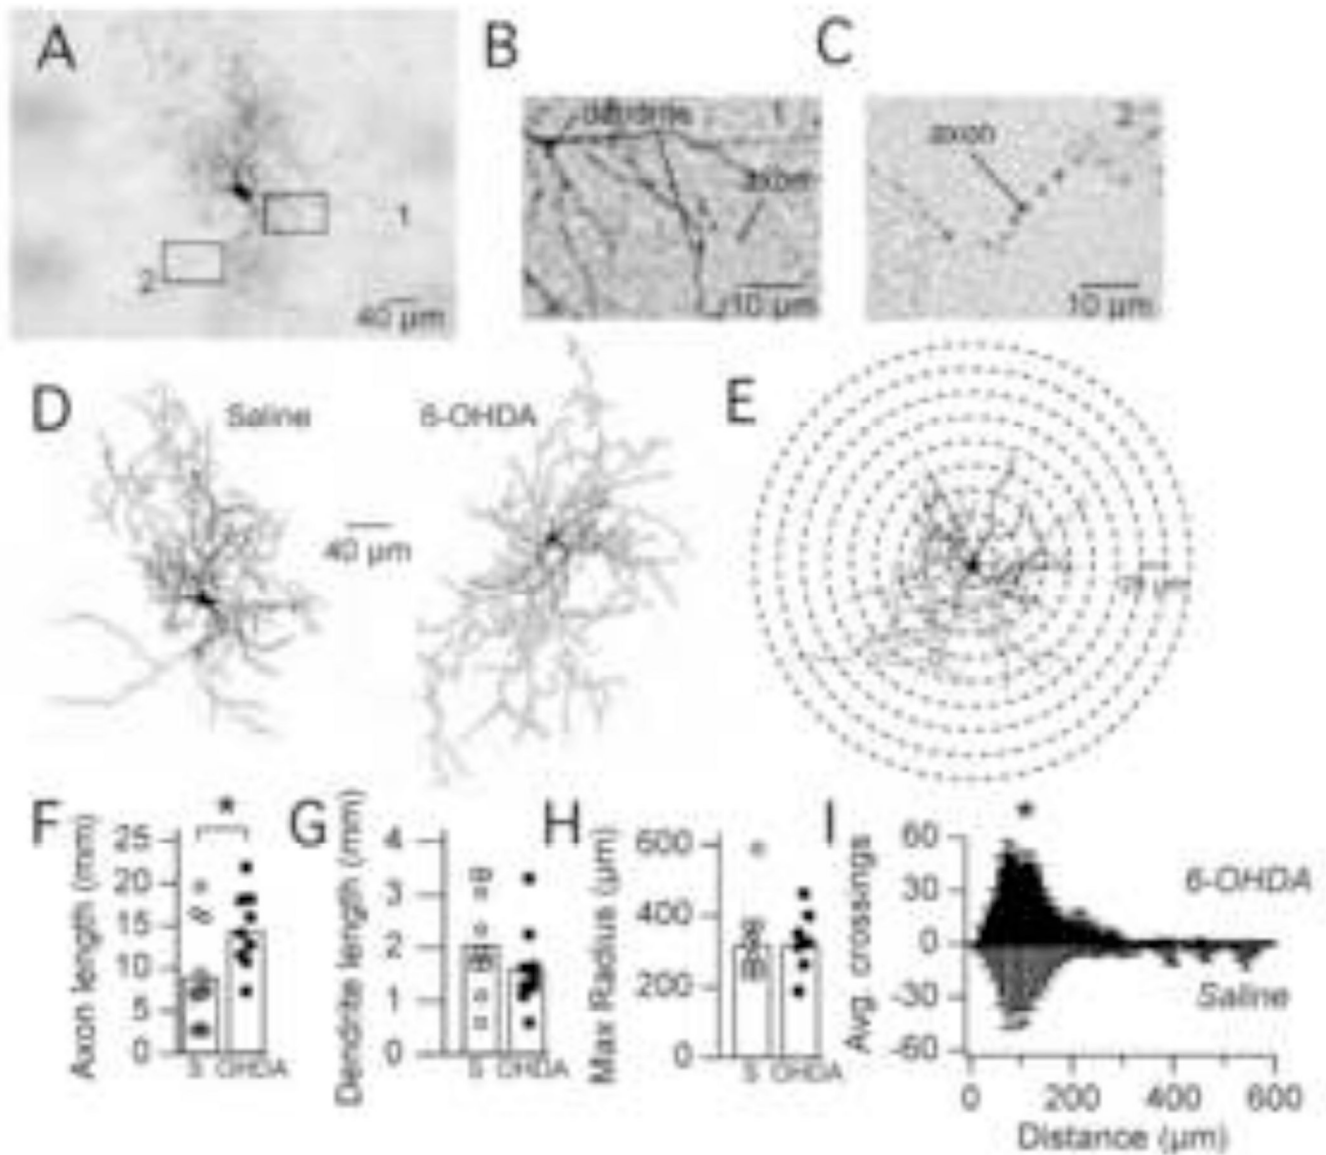 A
1
2
40 µm
B
dendrite
1
axon
10 µm
C
2
axon
10 µm
D
Saline
6-OHDA
40 µm
E
F
Axon length (mm)
25
20
15
10
5
0
*
S OHDA
G
Dendrite length (mm)
4
3
2
1
0
S OHDA
H
Max Radius (µm)
600
400
200
0
S OHDA
I
Avg. crossings
60
30
0
-30
-60
*
6-OHDA
Saline
0 200 400 600
Distance (µm)